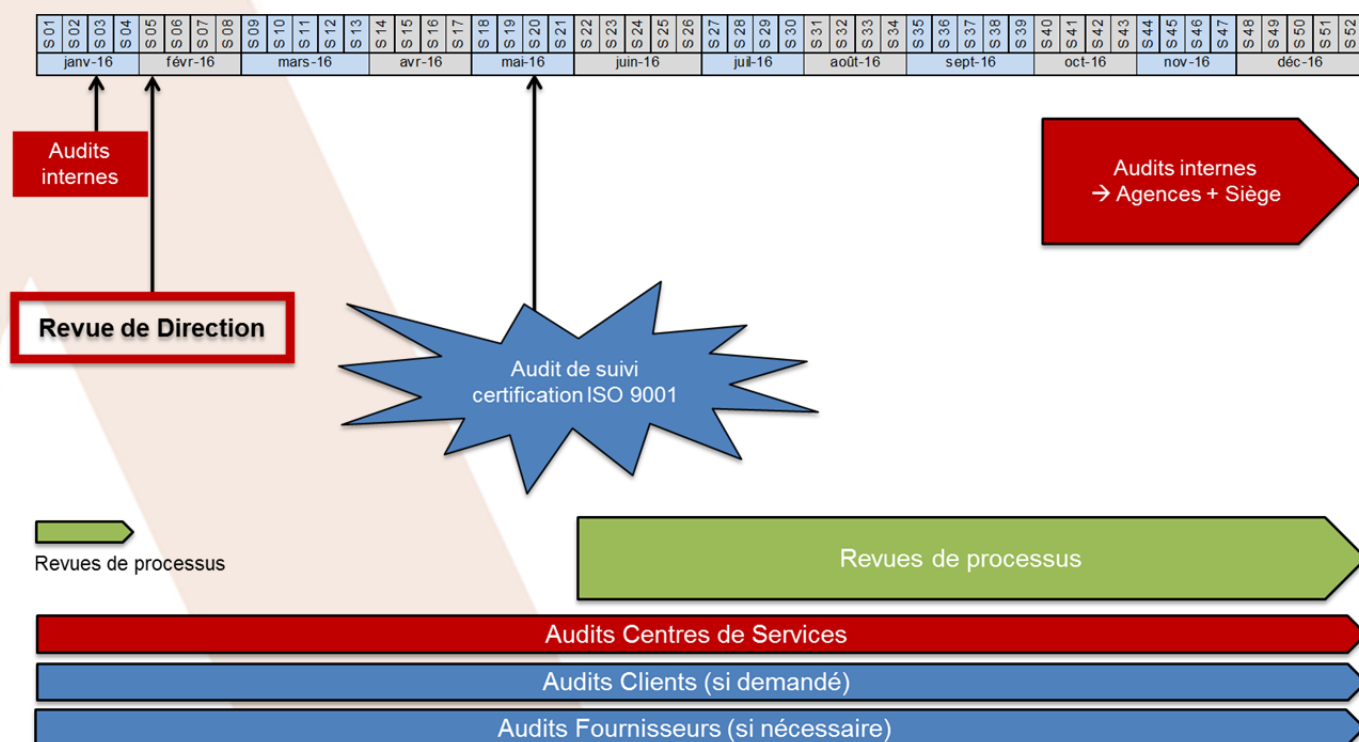 S 01 S 02 S 03 S 04 S 05 S 06 S 07 S 08 S 09 S 10 S 11 S 12 S 13 S 14 S 15 S 16 S 17 S 18 S 19 S 20 S 21 S 22 S 23 S 24 S 25 S 26 S 27 S 28 S 29 S 30 S 31 S 32 S 33 S 34 S 35 S 36 S 37 S 38 S 39 S 40 S 41 S 42 S 43 S 44 S 45 S 46 S 47 S 48 S 49 S 50 S 51 S 52
janv-16 févr-16 mars-16 avr-16 mai-16 juin-16 juil-16 août-16 sept-16 oct-16 nov-16 déc-16
Audits
internes
Audits internes
→ Agences + Siège
Revue de Direction
Audit de suivi
certification ISO 9001
Revues de processus
Revues de processus
Audits Centres de Services
Audits Clients (si demandé)
Audits Fournisseurs (si nécessaire)